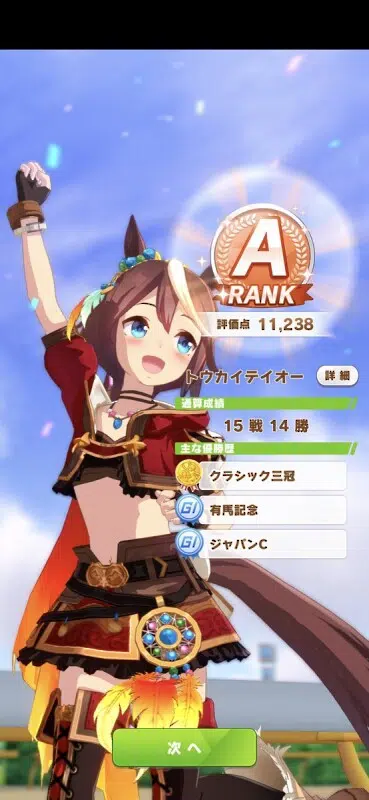 A
RANK
評価点 11,238
トウカイテイオー
詳細
通算成績
15 戦 14 勝
主な優勝歴
クラシック三冠
GI 有馬記念
GI ジャパンC
次へ